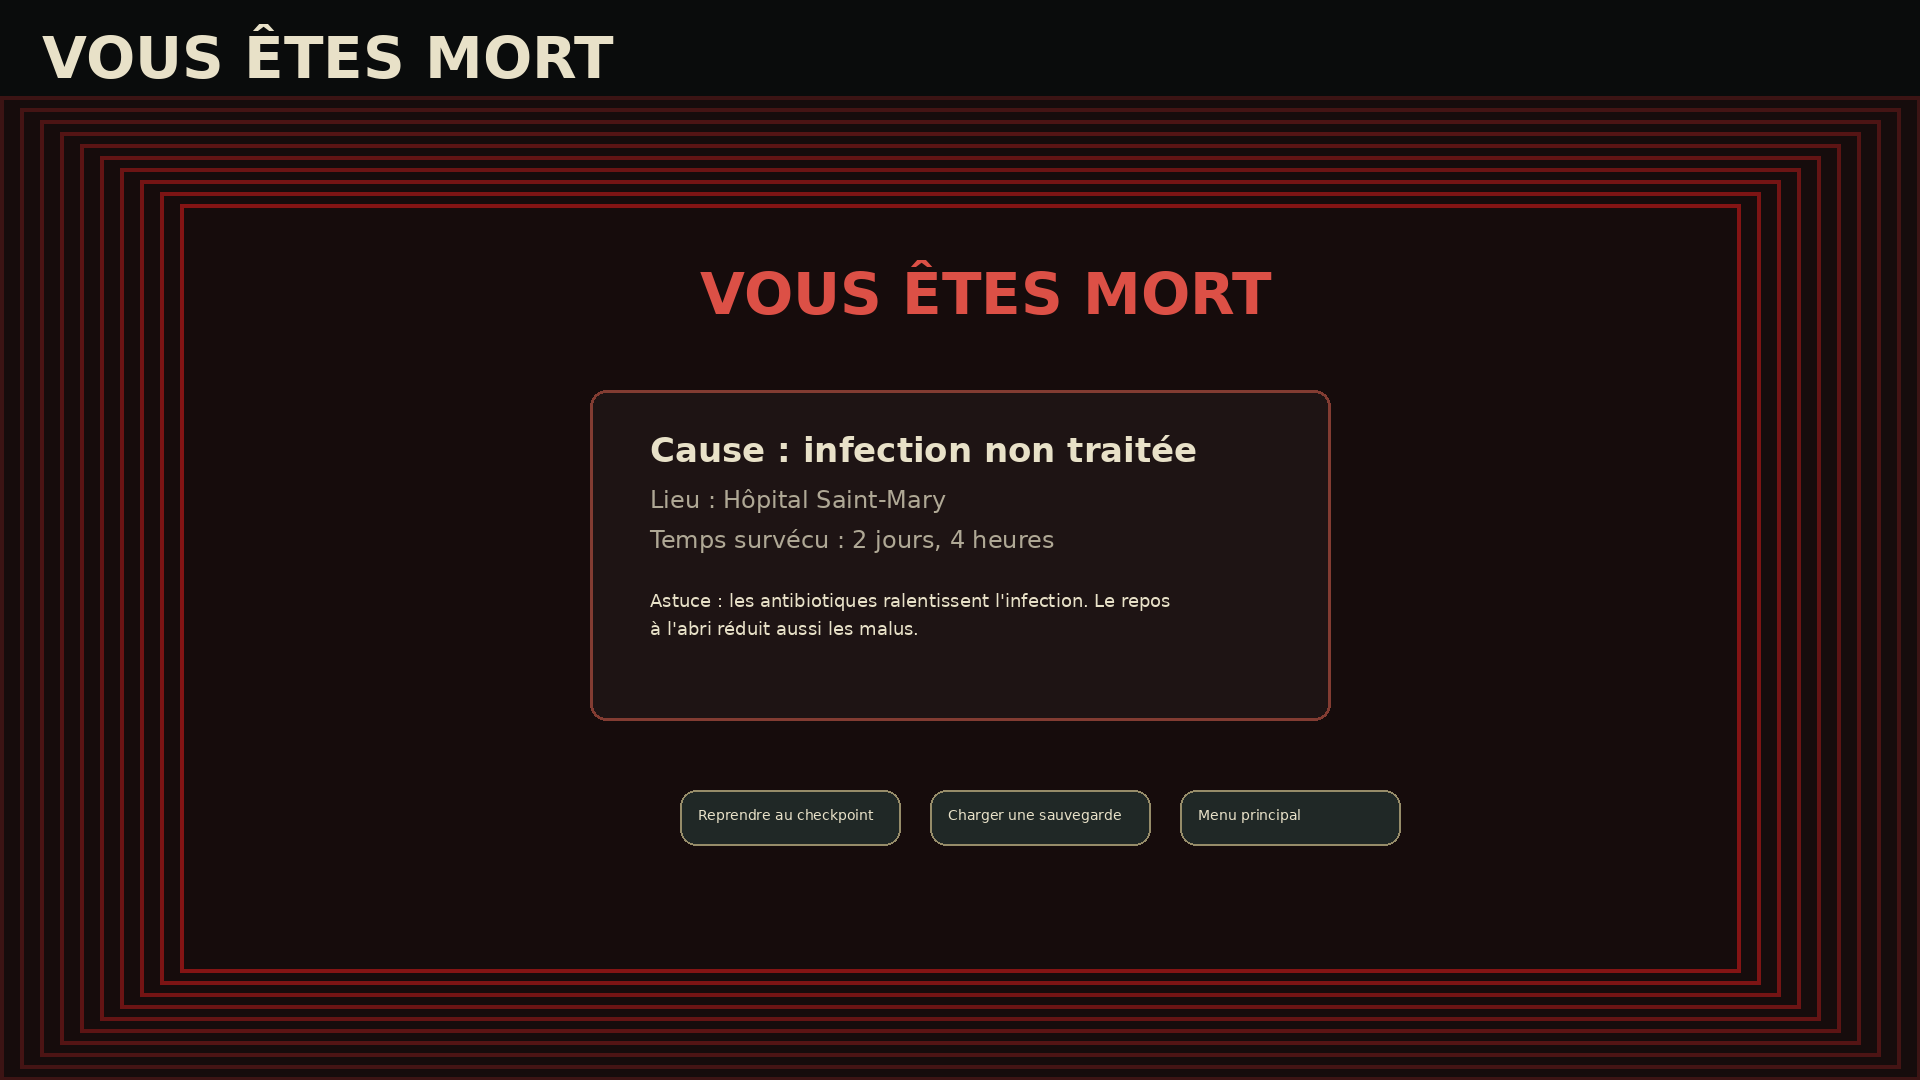 VOUS ÊTES MORT
VOUS ÊTES MORT
Cause : infection non traitée
Lieu : Hôpital Saint-Mary
Temps survécu : 2 jours, 4 heures
Astuce : les antibiotiques ralentissent l'infection. Le repos
à l'abri réduit aussi les malus.
Reprendre au checkpoint
Charger une sauvegarde
Menu principal